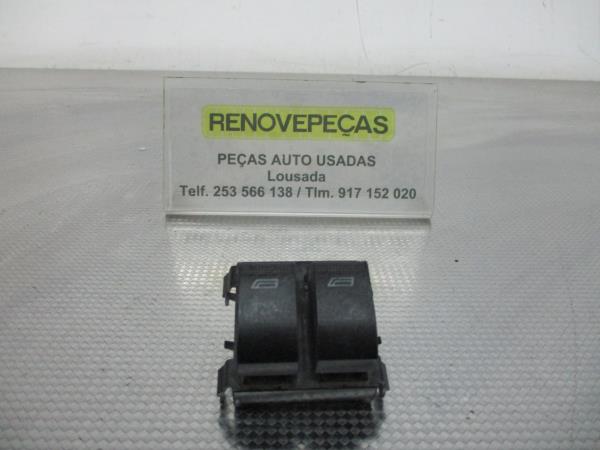 RENOVEPEÇAS
PEÇAS AUTO USADAS
Lousada
Telf. 253 566 138 / Tlm. 917 152 020